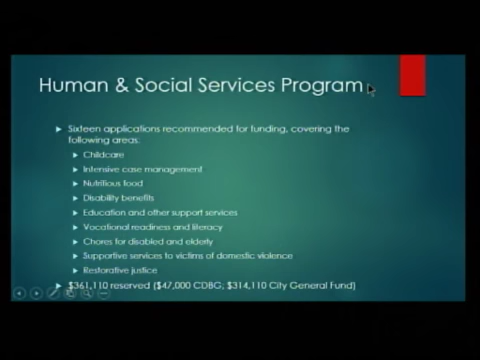 Human & Social Services Program
Sixteen applications recommended for funding, covering the
following areas:
Childcare
Intensive case management
Nutritious food
Disability benefits
Education and other support services
Vocational readiness and literacy
Chores for disabled and elderly
Supportive services to victims of domestic violence
Restorative justice
$361,110 reserved ($47,000 CDBG; $314,110 City General Fund)